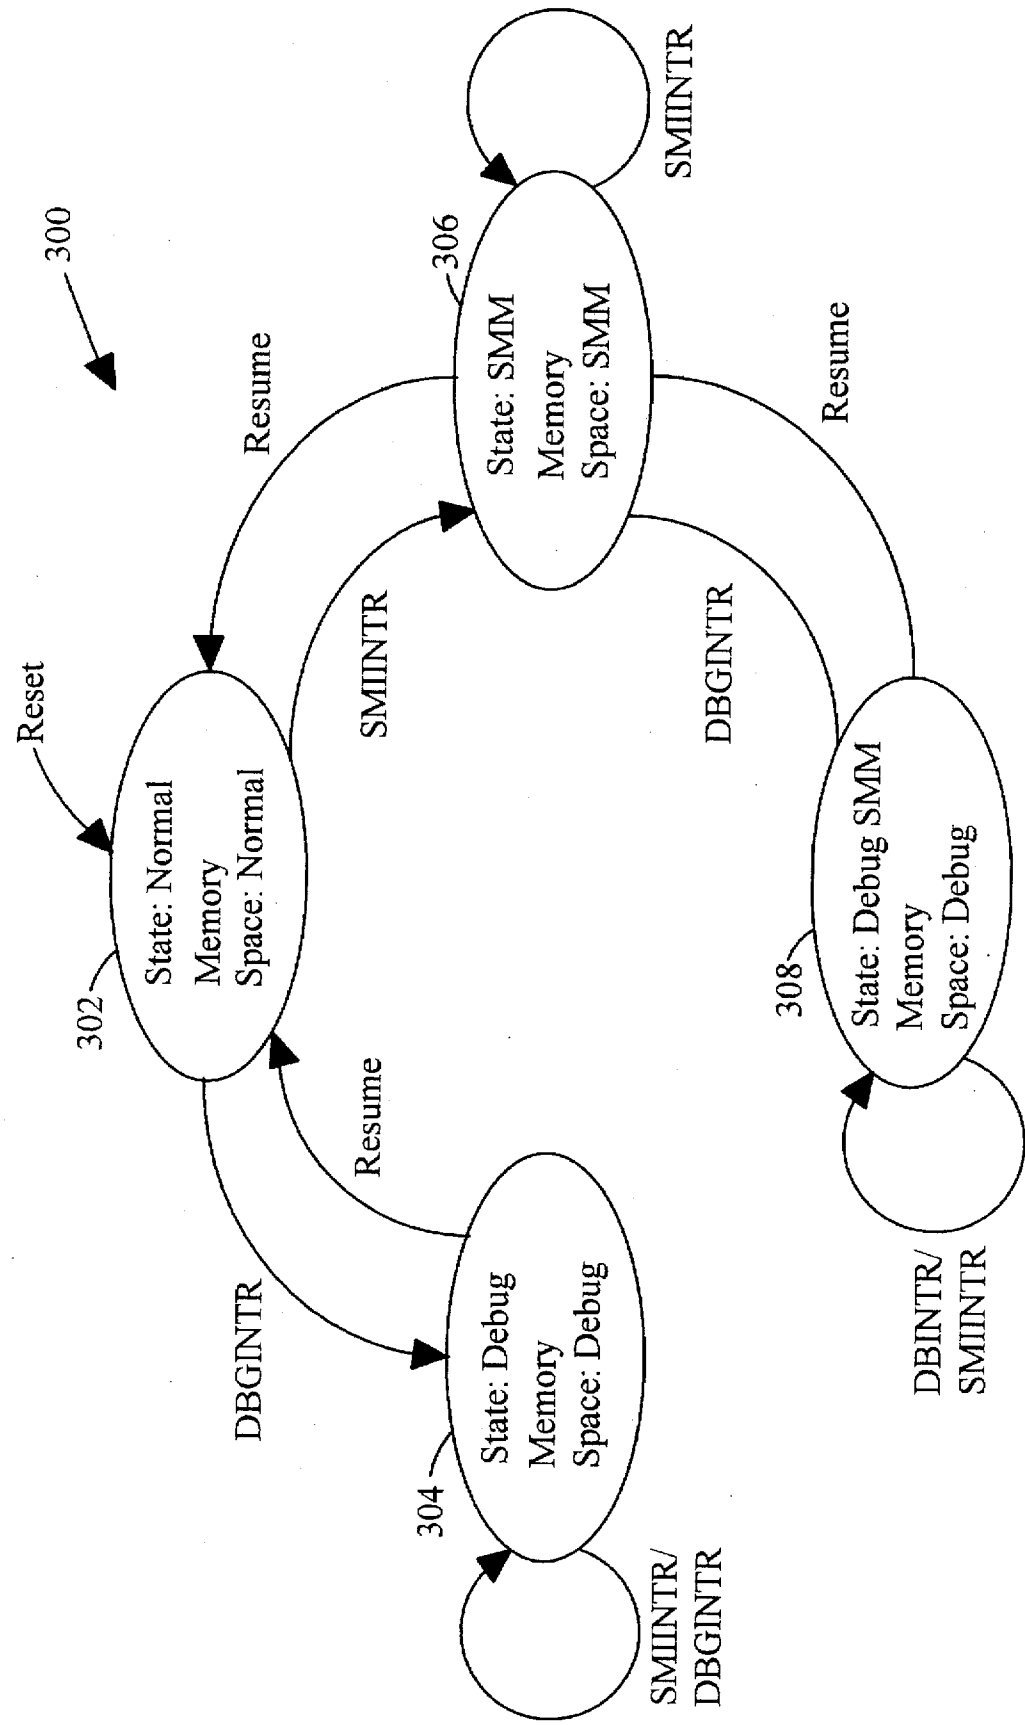 300
Reset
302
State: Normal
Memory
Space: Normal
DBGINTR
Resume
SMIINTR
Resume
304
State: Debug
Memory
Space: Debug
SMIINTR/
DBGINTR
306
State: SMM
Memory
Space: SMM
SMIINTR
DBGINTR
Resume
308
State: Debug SMM
Memory
Space: Debug
DBINTR/
SMIINTR